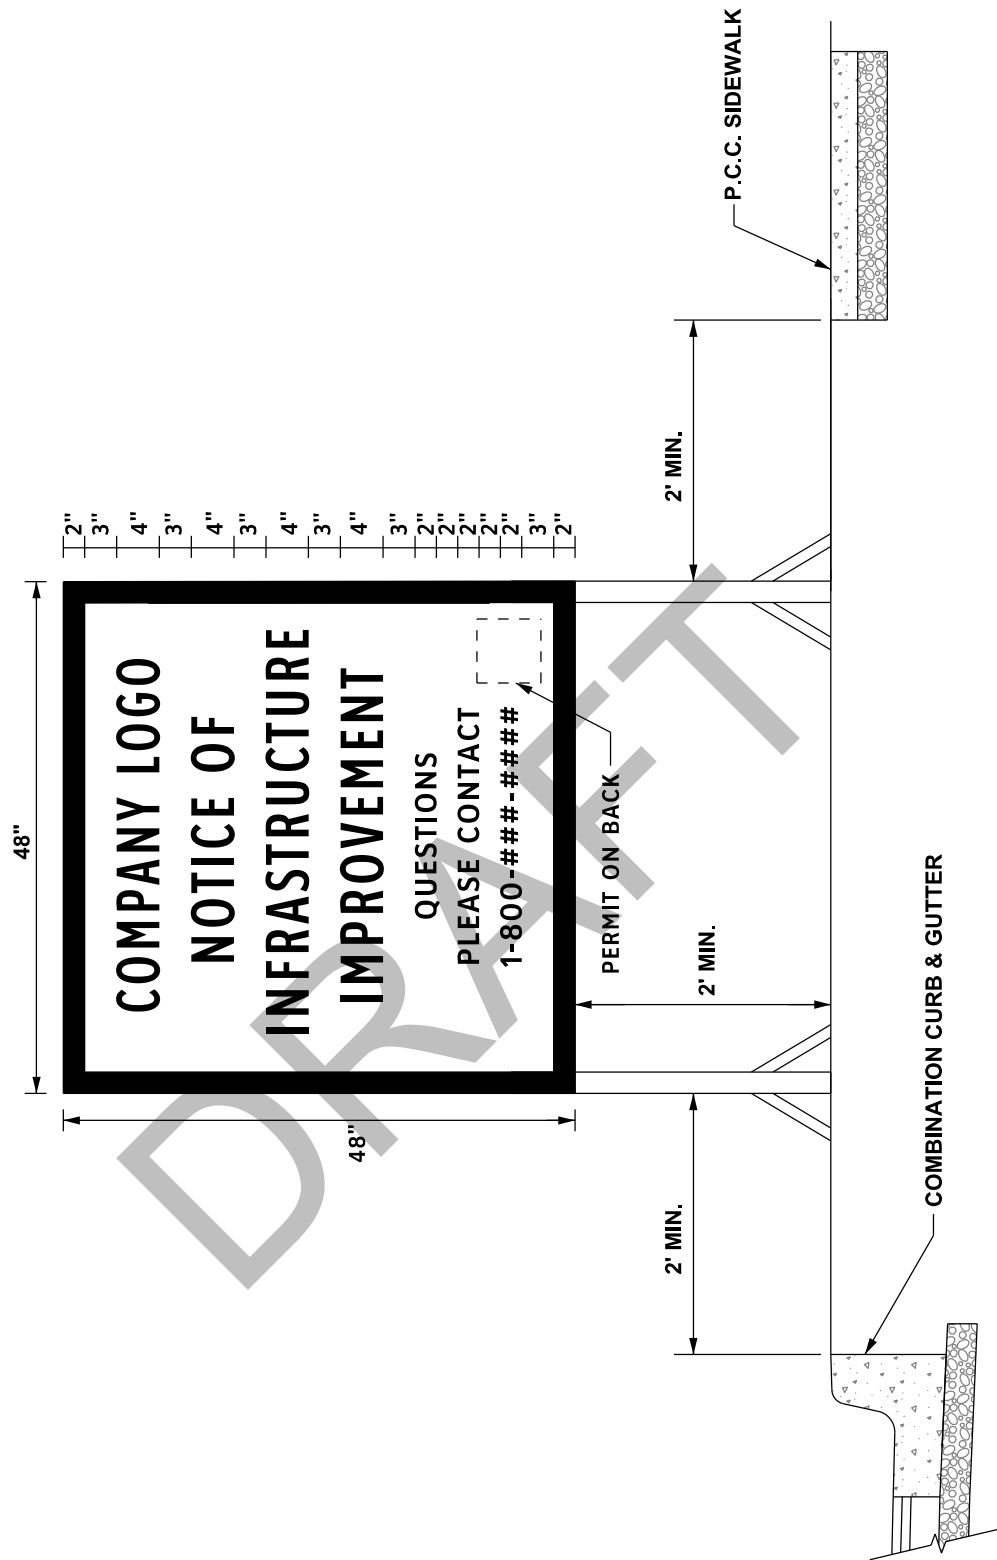 48"
48"
COMPANY LOGO
NOTICE OF
INFRASTRUCTURE
IMPROVEMENT
QUESTIONS
PLEASE CONTACT
1-800-###-####
2"
3"
4"
3"
4"
3"
4"
3"
4"
3"
2"
2"
2"
2"
2"
3"
2"
PERMIT ON BACK
2' MIN.
2' MIN.
2' MIN.
P.C.C. SIDEWALK
COMBINATION CURB & GUTTER
DRAFT